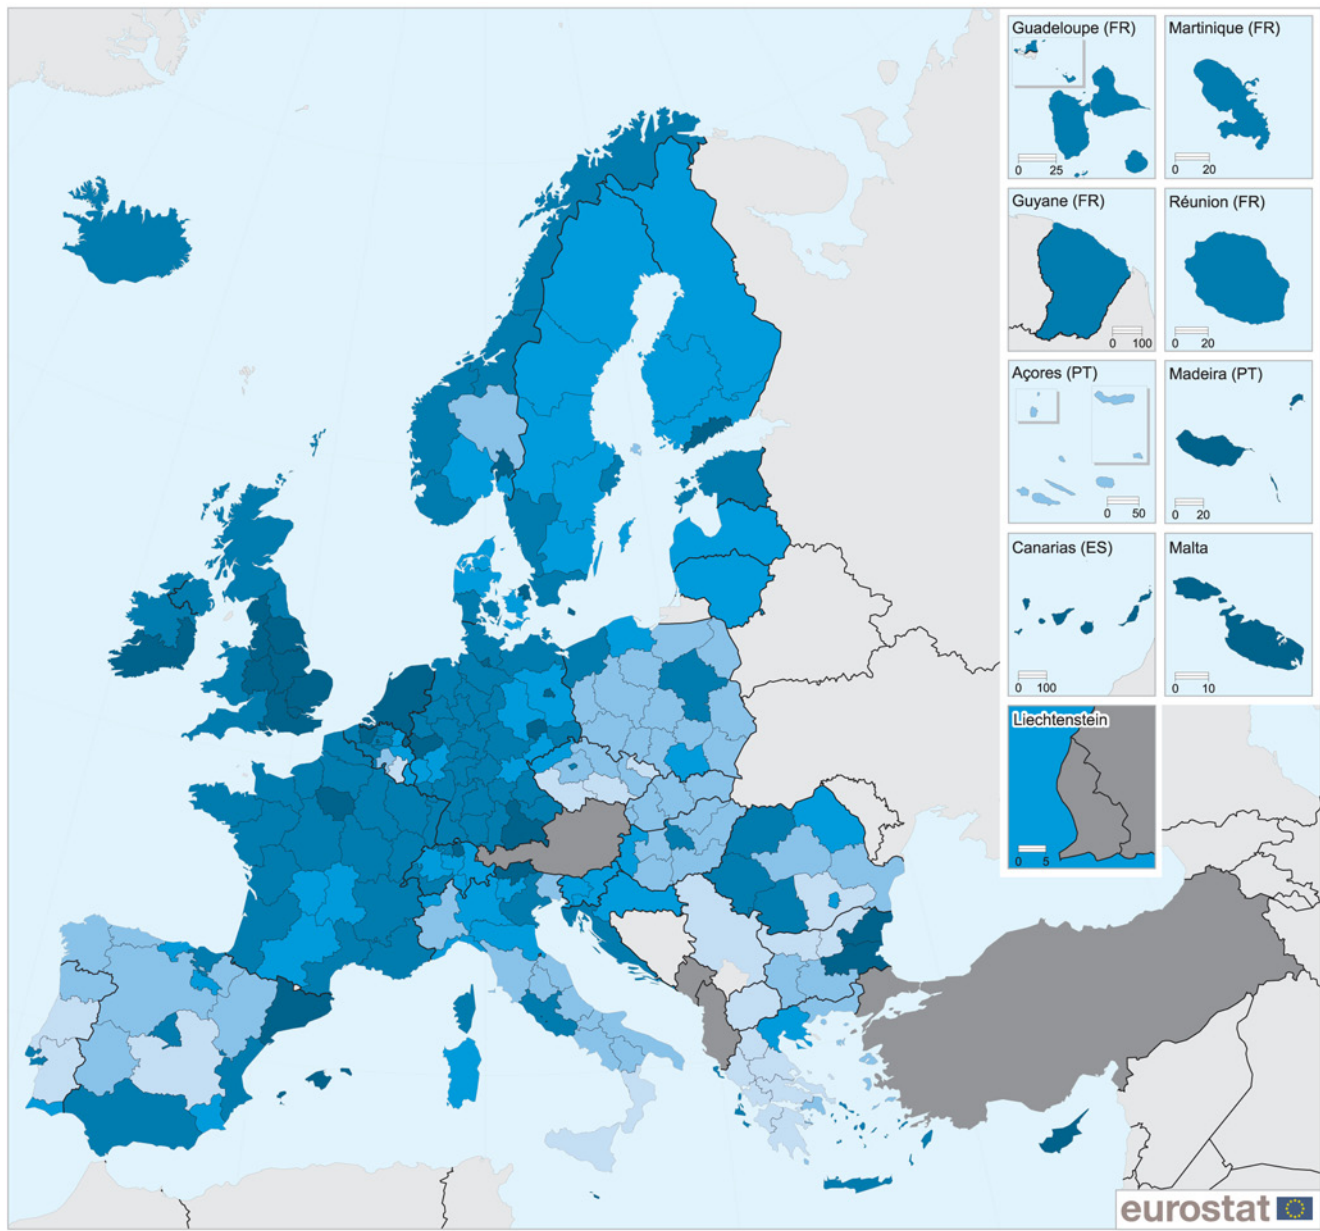 Guadeloupe (FR)
0 25
Martinique (FR)
0 20
Guyane (FR)
0 100
Réunion (FR)
0 20
Açores (PT)
0 50
Madeira (PT)
0 20
Canarias (ES)
0 100
Malta
0 10
Liechtenstein
0 5
eurostat